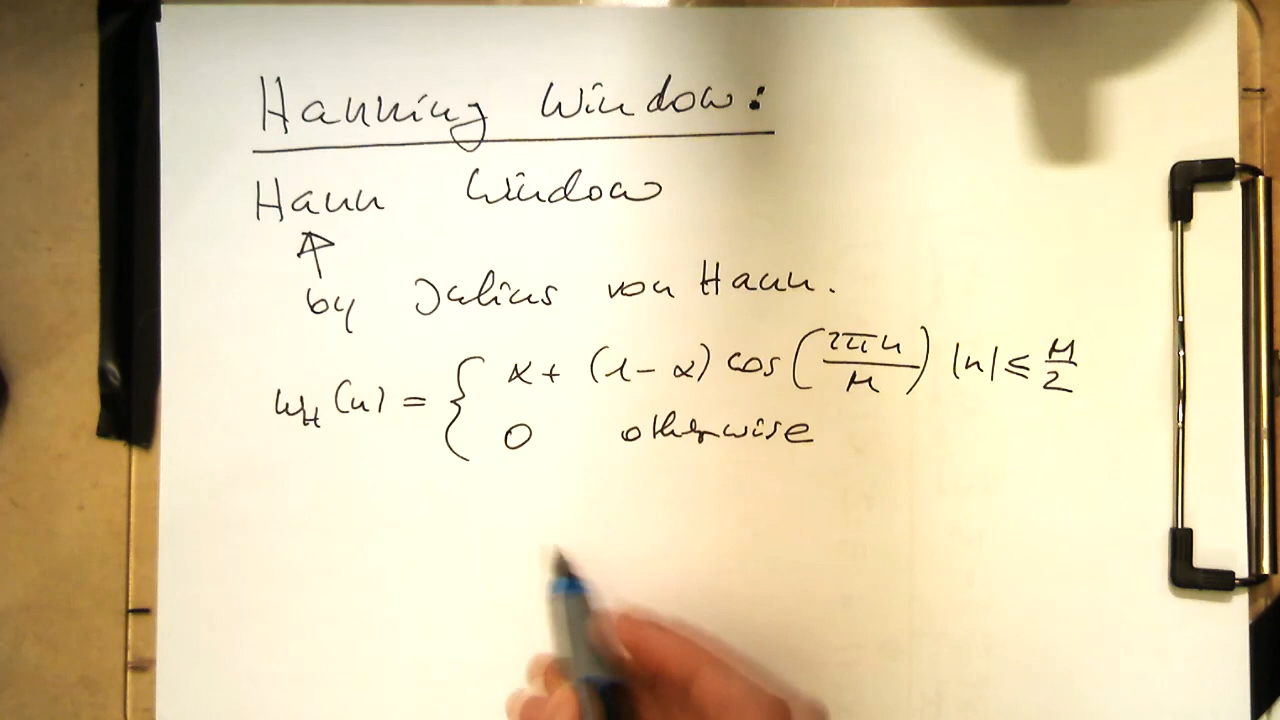 Hanning Window:
Hann Window
by Julius von Hann.
w_H(n) = { α + (1 - α) cos(2πn / M) |n| ≤ M/2
0 otherwise